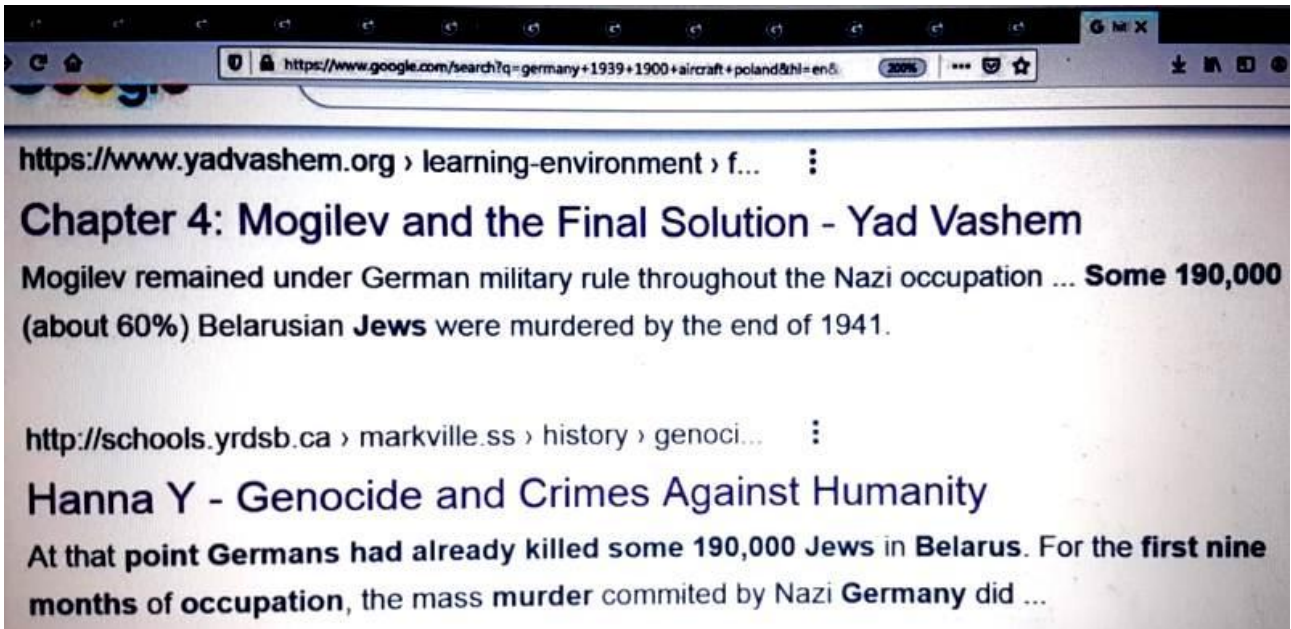 G hit X
https://www.google.com/search?q=germany+1939+1900+aircraft+poland&hl=en&
200%
https://www.yadvashem.org › learning-environment › f...
Chapter 4: Mogilev and the Final Solution - Yad Vashem
Mogilev remained under German military rule throughout the Nazi occupation ... Some 190,000
(about 60%) Belarusian Jews were murdered by the end of 1941.
http://schools.yrdsb.ca › markville.ss › history › genoci...
Hanna Y - Genocide and Crimes Against Humanity
At that point Germans had already killed some 190,000 Jews in Belarus. For the first nine
months of occupation, the mass murder commited by Nazi Germany did ...